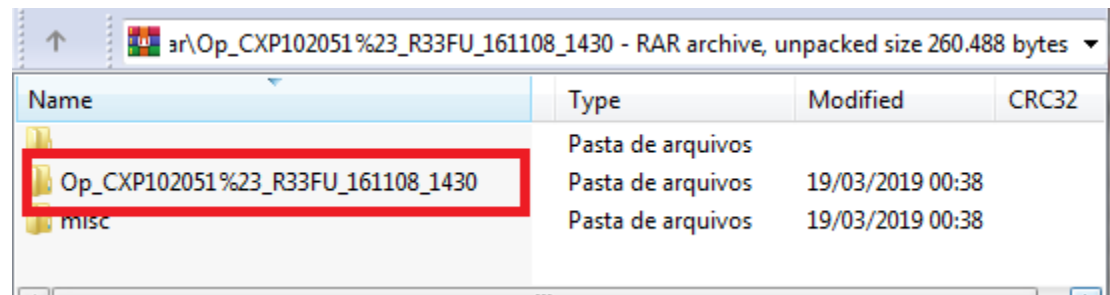 ar\Op_CXP102051%23_R33FU_161108_1430 - RAR archive, unpacked size 260.488 bytes
Name Type Modified CRC32
Pasta de arquivos
Op_CXP102051%23_R33FU_161108_1430 Pasta de arquivos 19/03/2019 00:38
misc Pasta de arquivos 19/03/2019 00:38